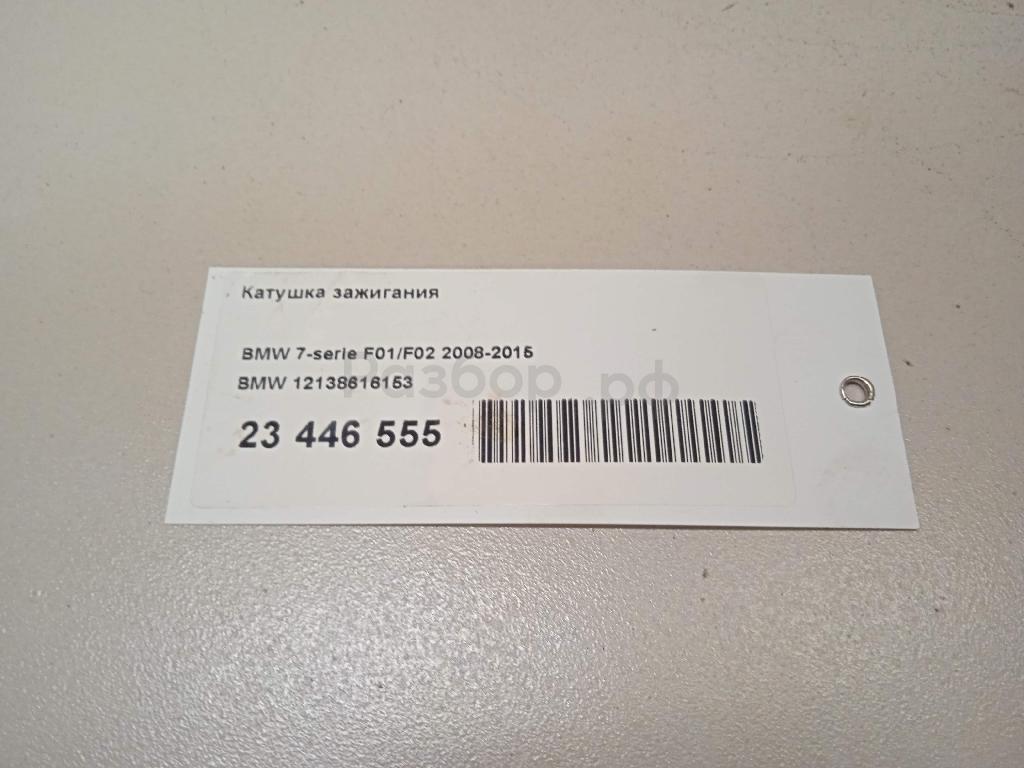 Катушка зажигания
BMW 7-serie F01/F02 2008-2015
BMW 12138616153
Разбор.рф
23 446 555